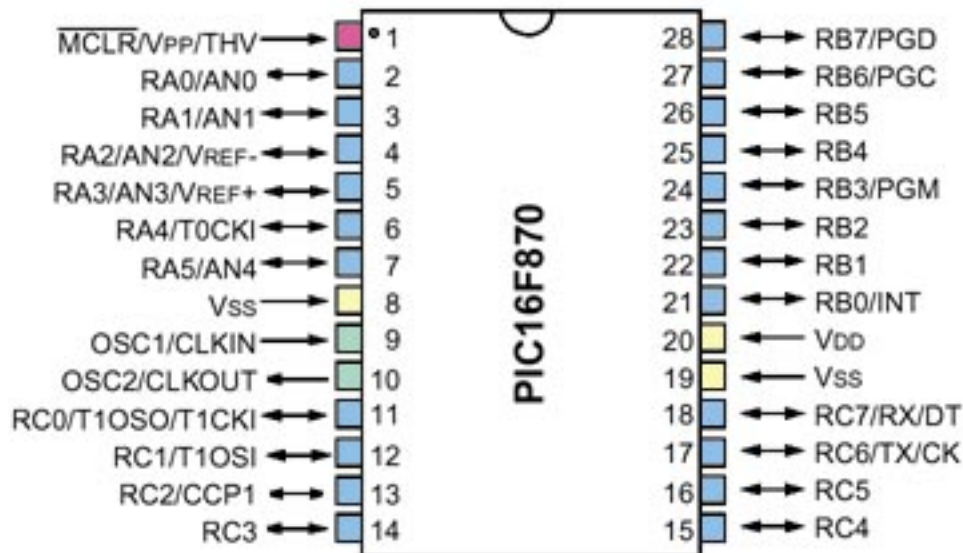 MCLR/VPP/THV 1 28 RB7/PGD
RA0/AN0 2 27 RB6/PGC
RA1/AN1 3 26 RB5
RA2/AN2/VREF- 4 25 RB4
RA3/AN3/VREF+ 5 24 RB3/PGM
RA4/T0CKI 6 23 RB2
RA5/AN4 7 22 RB1
VSS 8 21 RB0/INT
OSC1/CLKIN 9 20 VDD
OSC2/CLKOUT 10 19 VSS
RC0/T1OSO/T1CKI 11 18 RC7/RX/DT
RC1/T1OSI 12 17 RC6/TX/CK
RC2/CCP1 13 16 RC5
RC3 14 15 RC4
PIC16F870